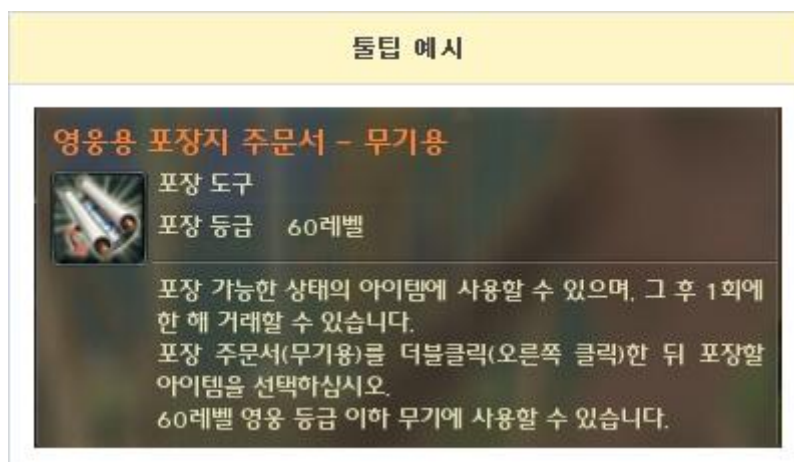 툴팁 예시
영웅용 포장지 주문서 - 무기용
포장 도구
포장 등급 60레벨
포장 가능한 상태의 아이템에 사용할 수 있으며, 그 후 1회에
한 해 거래할 수 있습니다.
포장 주문서(무기용)를 더블클릭(오른쪽 클릭)한 뒤 포장할
아이템을 선택하십시오.
60레벨 영웅 등급 이하 무기에 사용할 수 있습니다.